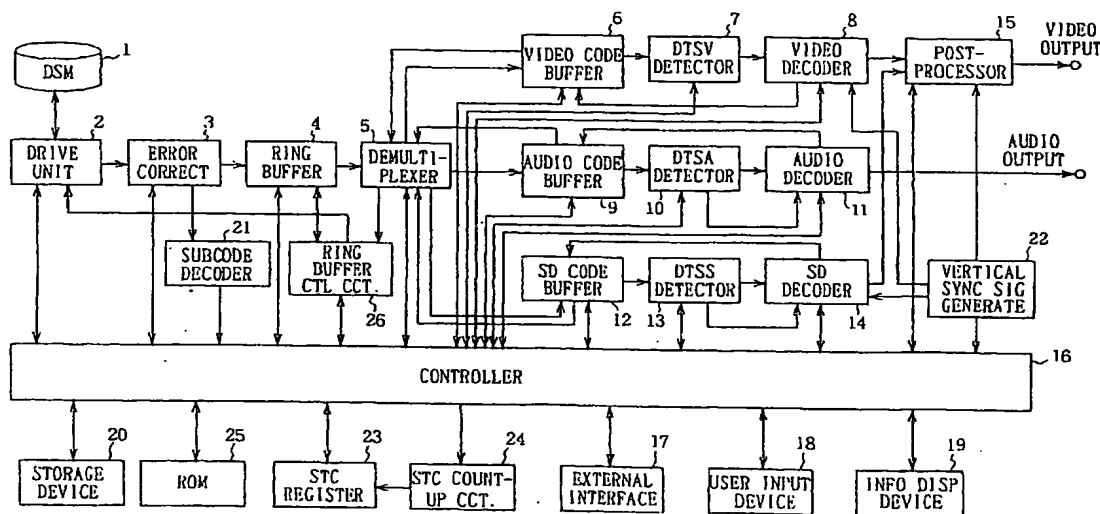 1
DSM
2
DRIVE
UNIT
3
ERROR
CORRECT
4
RING
BUFFER
5
DEMULTI-
PLEXER
6
VIDEO CODE
BUFFER
7
DTSV
DETECTOR
8
VIDEO
DECODER
15
POST-
PROCESSOR
VIDEO
OUTPUT
AUDIO CODE
BUFFER
9
DTSA
DETECTOR
10
AUDIO
DECODER
11
AUDIO
OUTPUT
21
SUBCODE
DECODER
RING
BUFFER
CTL CCT.
26
SD CODE
BUFFER
12
DTSS
DETECTOR
13
SD
DECODER
14
22
VERTICAL
SYNC SIG
GENERATE
CONTROLLER
16
20
STORAGE
DEVICE
25
ROM
23
STC
REGISTER
24
STC COUNT-
UP CCT.
17
EXTERNAL
INTERFACE
18
USER INPUT
DEVICE
19
INFO DISP
DEVICE